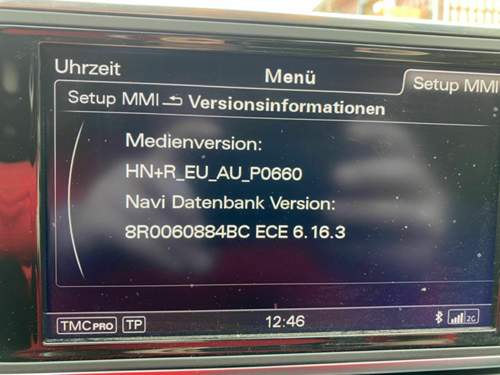 Uhrzeit
Menü
Setup MMI
Setup MMI Versionsinformationen
Medienversion:
HN+R_EU_AU_P0660
Navi Datenbank Version:
8R0060884BC ECE 6.16.3
TMC PRO TP 12:46 2G